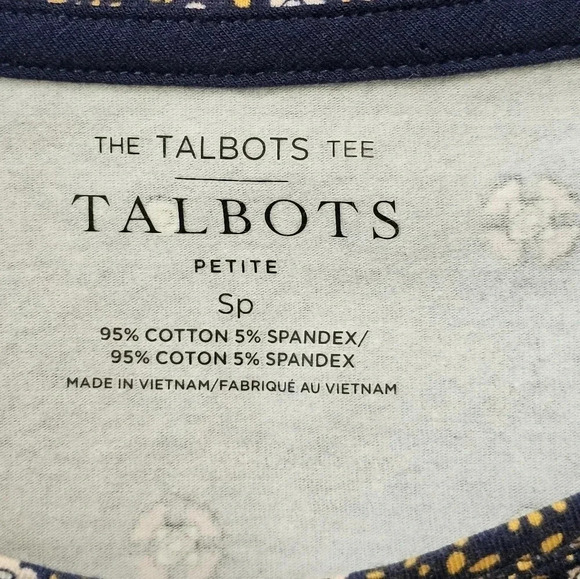 THE TALBOTS TEE
TALBOTS
PETITE
Sp
95% COTTON 5% SPANDEX/
95% COTON 5% SPANDEX
MADE IN VIETNAM/FABRIQUÉ AU VIETNAM